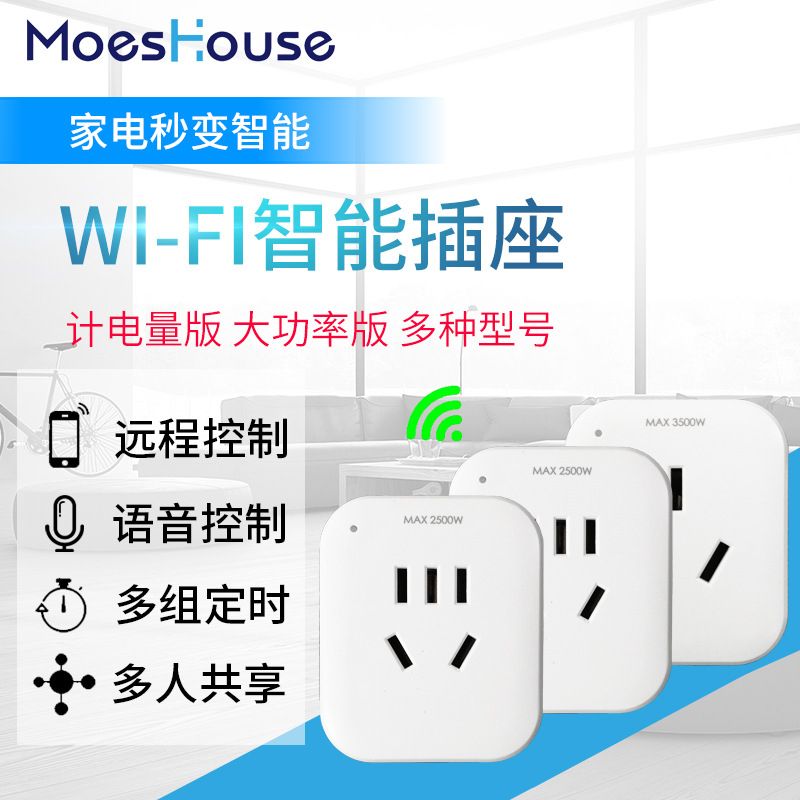 MoesHouse
家电秒变智能
WI-FI智能插座
计电量版 大功率版 多种型号
远程控制
语音控制
多组定时
多人共享
MAX 3500W
MAX 2500W
MAX 2500W